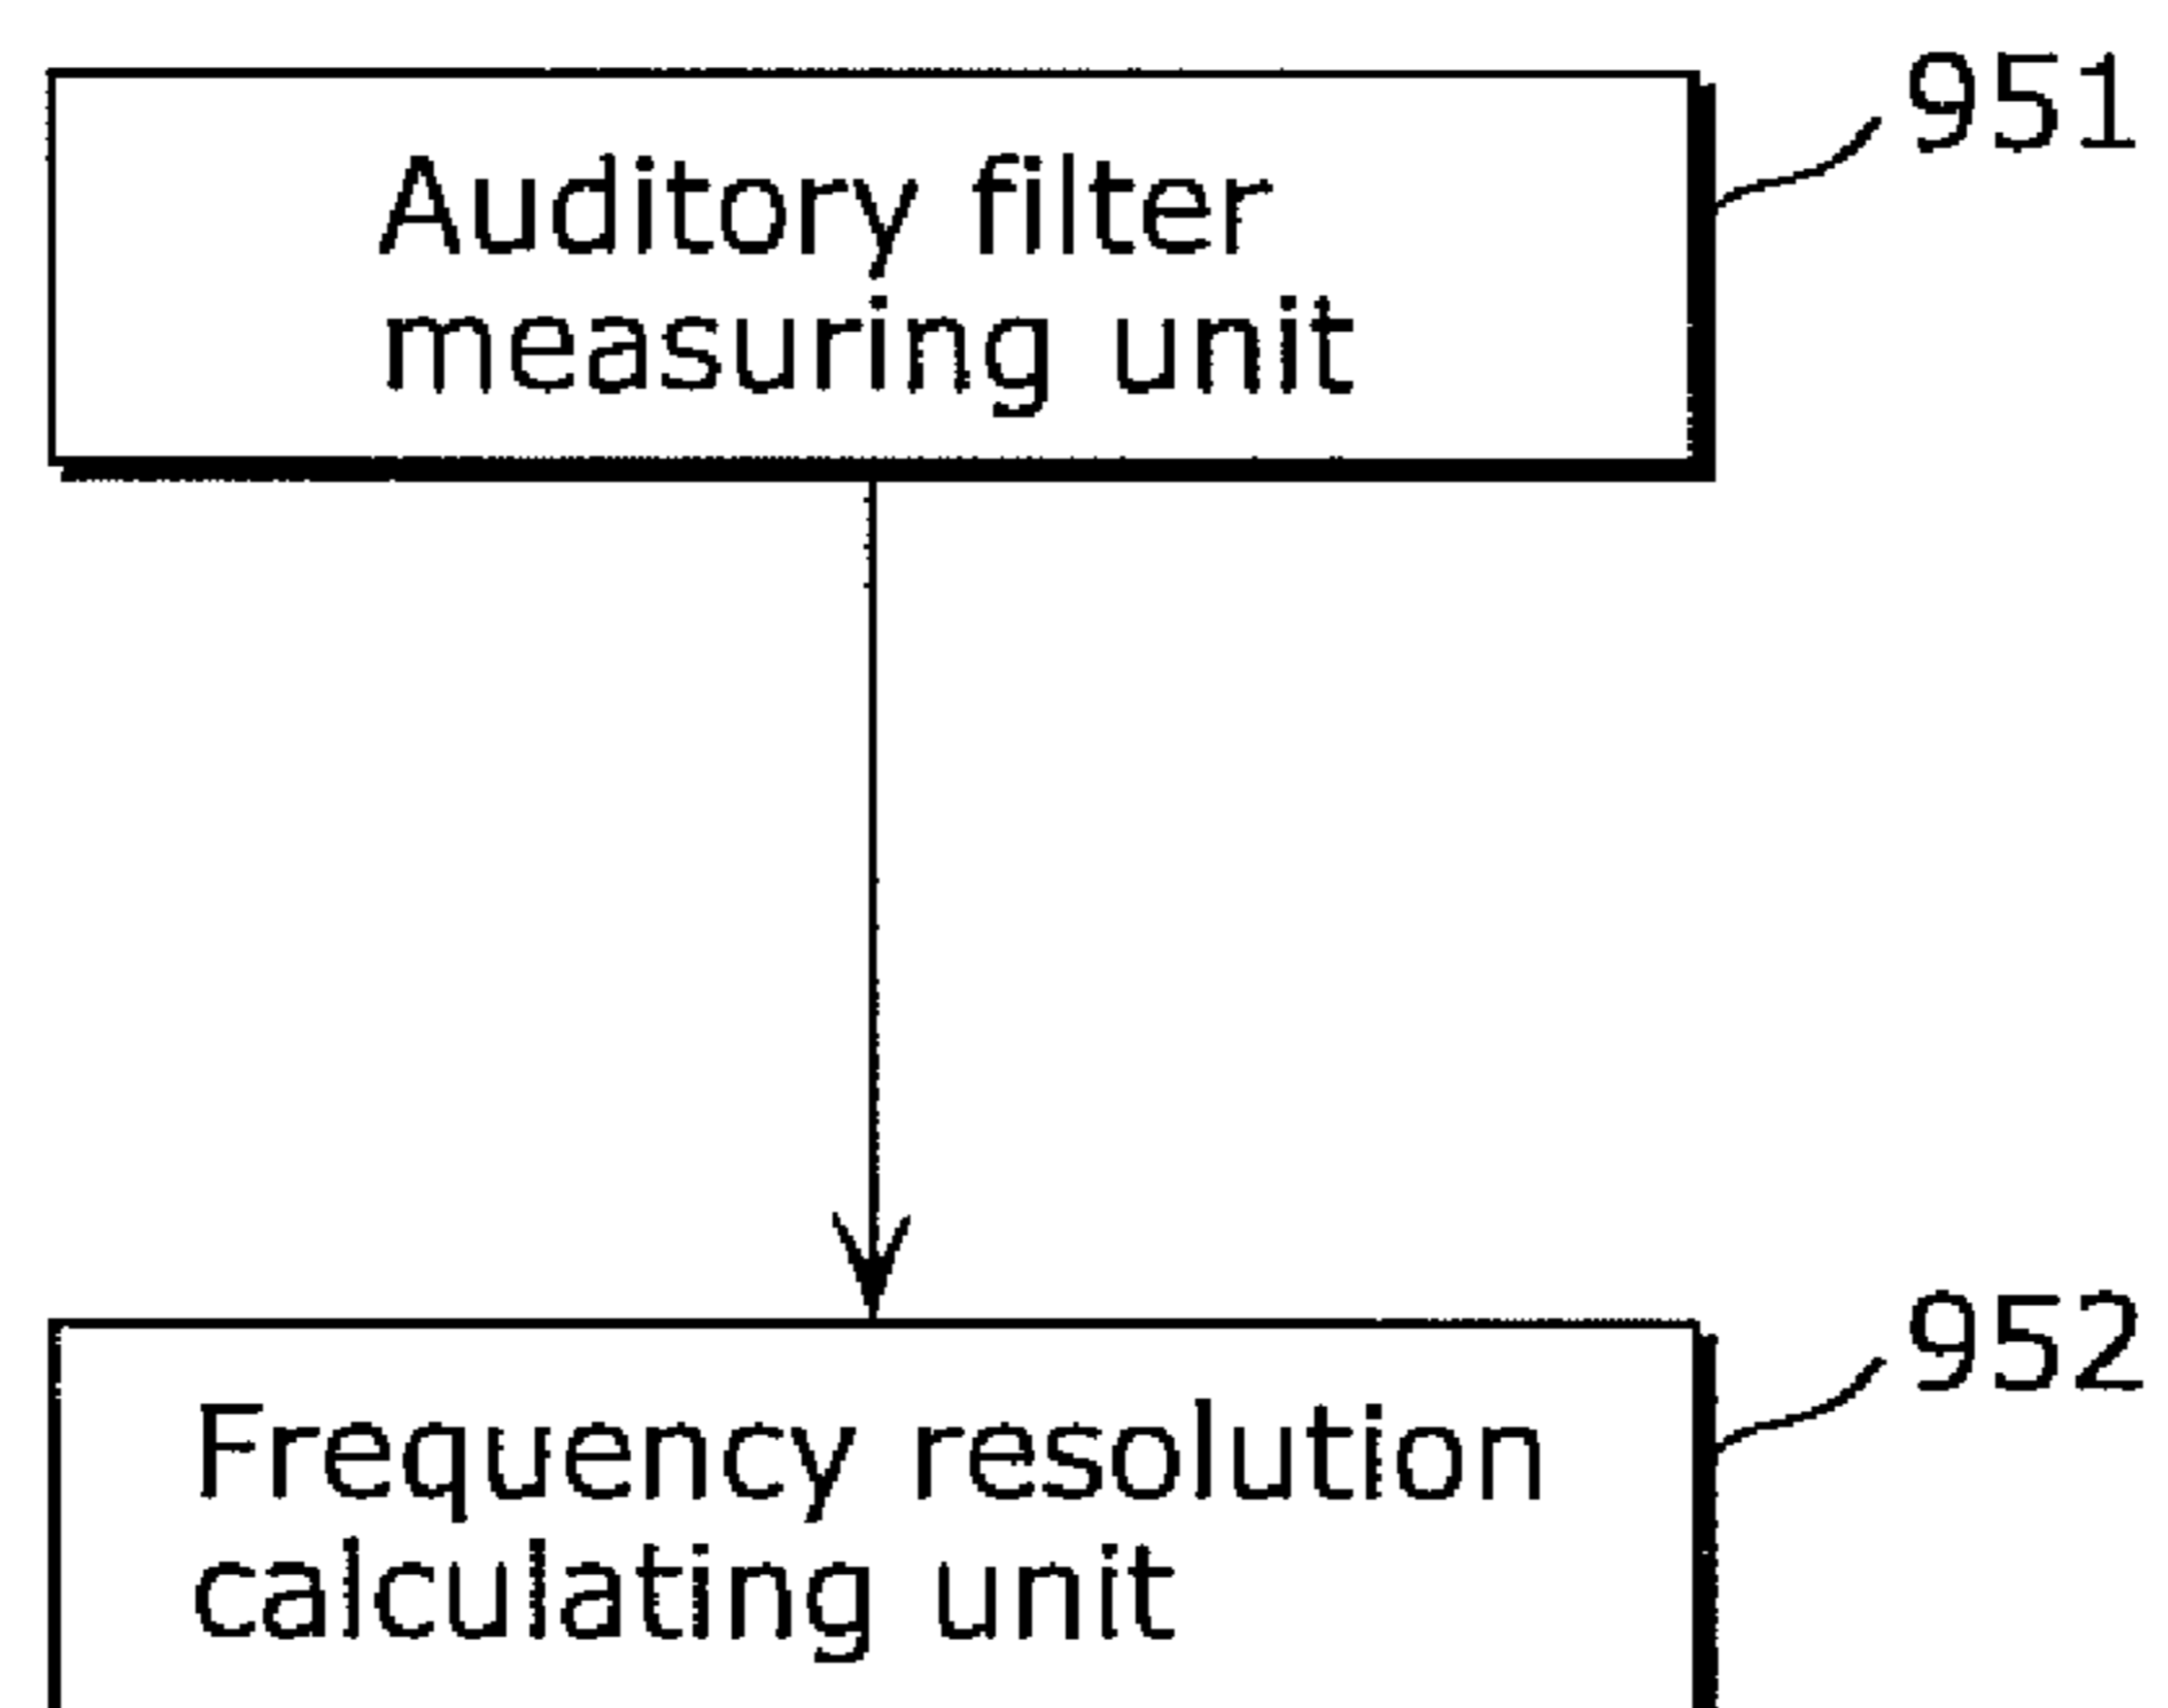 951
Auditory filter
measuring unit
952
Frequency resolution
calculating unit